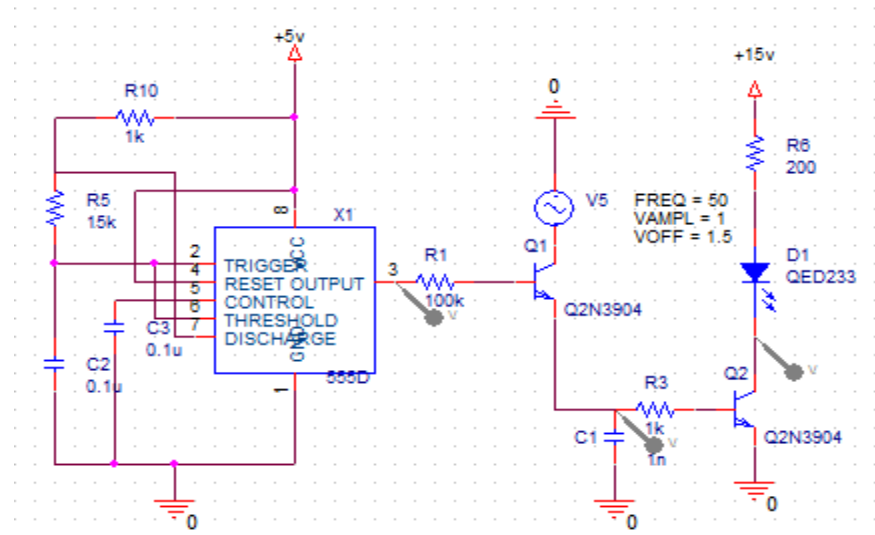 +5v
+15v
R10
1k
0
R6
200
R5
15k
8
X1
V5
FREQ = 50
VAMPL = 1
VOFF = 1.5
VCC
Q1
2
TRIGGER
4
RESET OUTPUT
3
R1
100k
D1
QED233
5
CONTROL
6
THRESHOLD
7
DISCHARGE
GND
V
Q2N3904
C3
0.1u
C2
0.1u
555D
1
R3
1k
V
Q2
V
C1
1n
Q2N3904
0
0
0